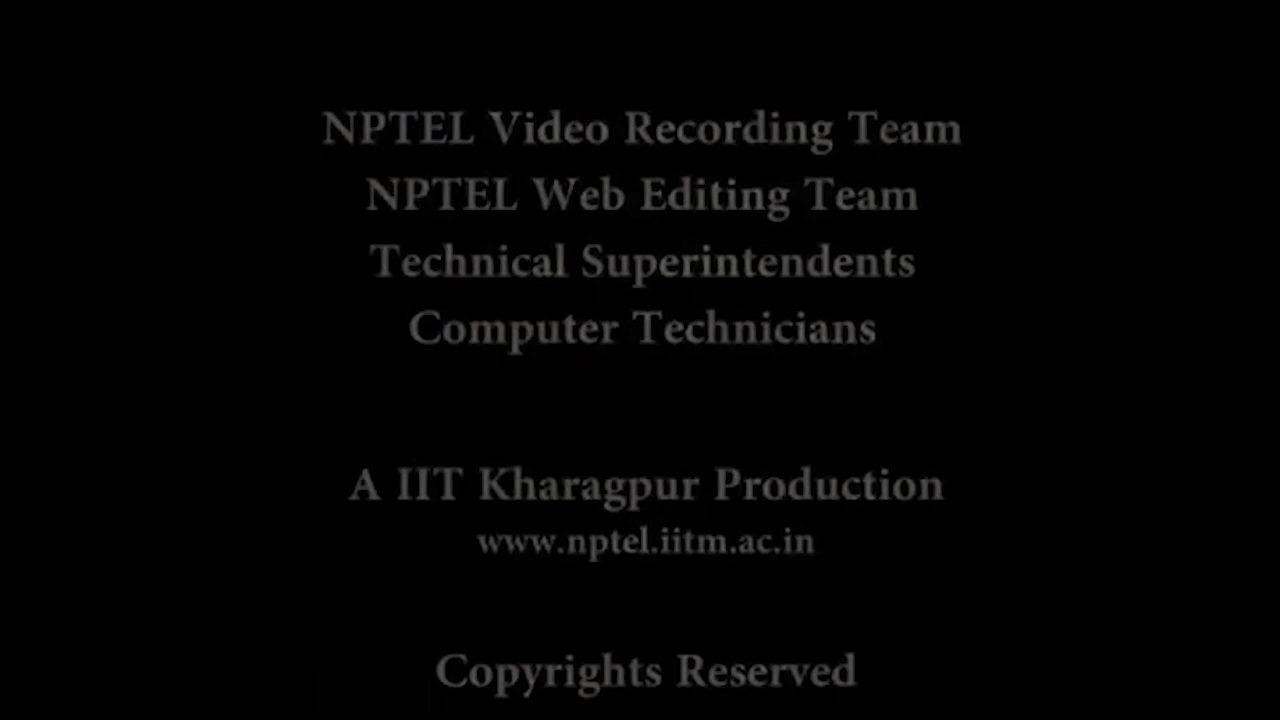 NPTEL Video Recording Team
NPTEL Web Editing Team
Technical Superintendents
Computer Technicians
A IIT Kharagpur Production
www.nptel.iitm.ac.in
Copyrights Reserved